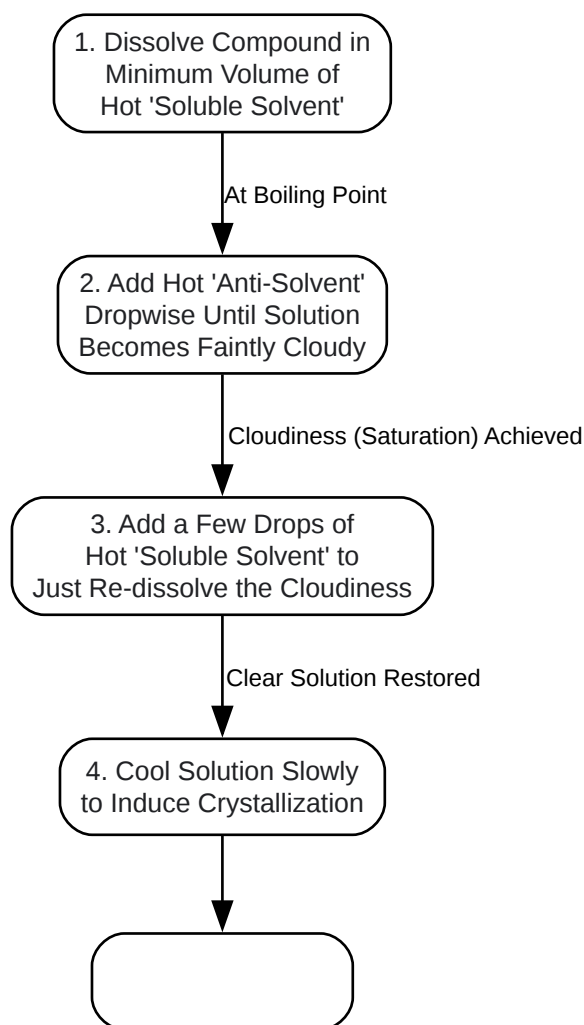 1. Dissolve Compound in
Minimum Volume of
Hot 'Soluble Solvent'
At Boiling Point
2. Add Hot 'Anti-Solvent'
Dropwise Until Solution
Becomes Faintly Cloudy
Cloudiness (Saturation) Achieved
3. Add a Few Drops of
Hot 'Soluble Solvent' to
Just Re-dissolve the Cloudiness
Clear Solution Restored
4. Cool Solution Slowly
to Induce Crystallization